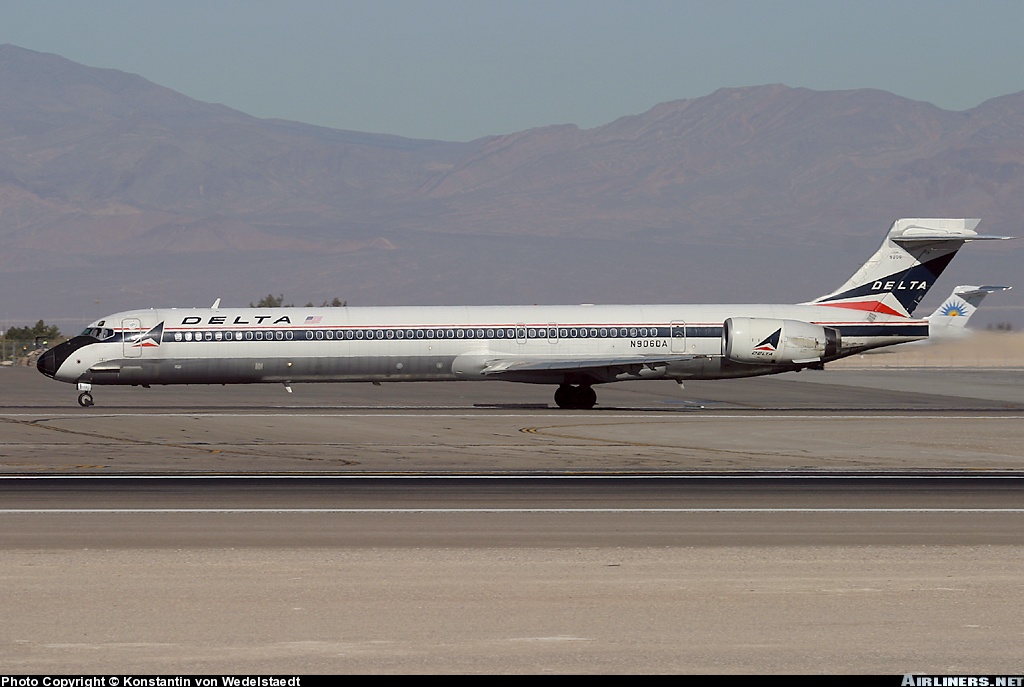 DELTA
DELTA
N906DA
DELTA
Photo Copyright © Konstantin von Wedelstaedt
AIRLINERS.NET